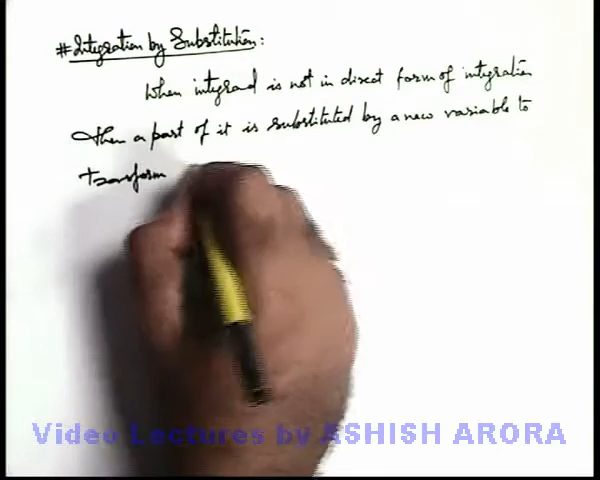 # Integration by Substitution :
When integrad is not in direct form of integration
then a part of it is substituted by a new variable to
transform
Video Lectures by ASHISH ARORA